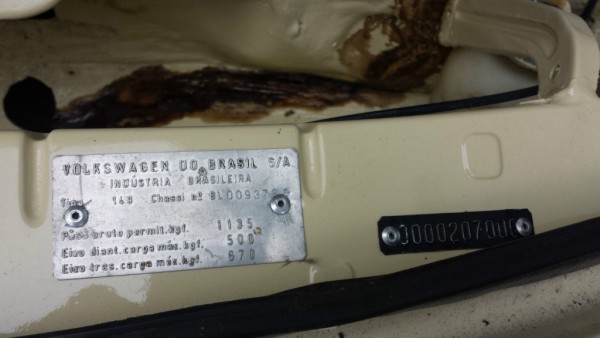 VOLKSWAGEN DO BRASIL S/A
INDÚSTRIA BRASILEIRA
Tipo 149 Chassi nº
Pêso bruto permit.kgf. 1135
Eixo diant.carga máx.kgf. 500
Eixo tras.carga máx.kgf. 670